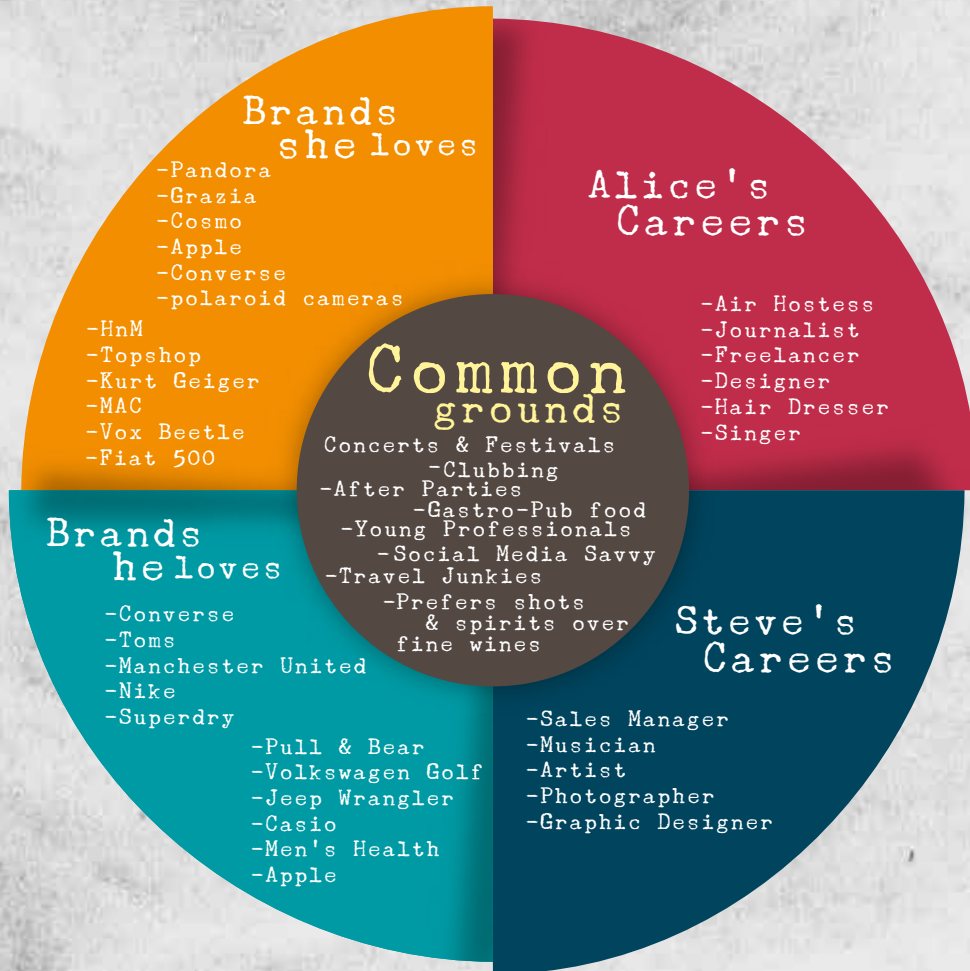 Brands
she loves
-Pandora
-Grazia
-Cosmo
-Apple
-Converse
-polaroid cameras
-HnM
-Topshop
-Kurt Geiger
-MAC
-Vox Beetle
-Fiat 500
Alice's
Careers
-Air Hostess
-Journalist
-Freelancer
-Designer
-Hair Dresser
-Singer
Common
grounds
Concerts & Festivals
-Clubbing
-After Parties
-Gastro-Pub food
-Young Professionals
-Social Media Savvy
-Travel Junkies
-Prefers shots
& spirits over
fine wines
Brands
he loves
-Converse
-Toms
-Manchester United
-Nike
-Superdry
-Pull & Bear
-Volkswagen Golf
-Jeep Wrangler
-Casio
-Men's Health
-Apple
Steve's
Careers
-Sales Manager
-Musician
-Artist
-Photographer
-Graphic Designer